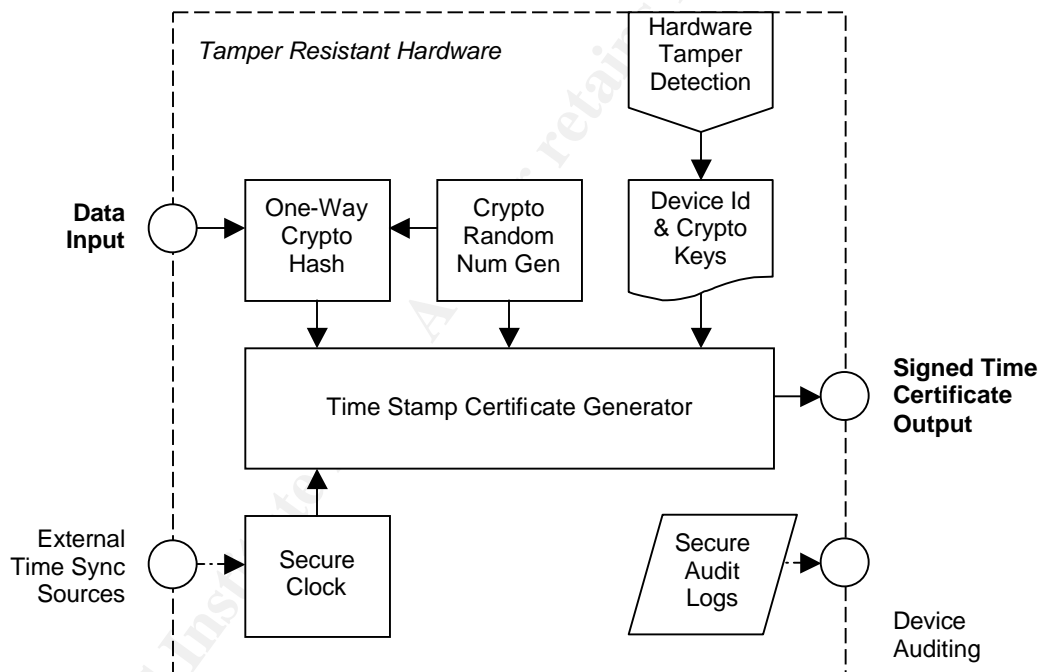 Tamper Resistant Hardware
Hardware
Tamper
Detection
Data
Input
One-Way
Crypto
Hash
Crypto
Random
Num Gen
Device Id
& Crypto
Keys
Time Stamp Certificate Generator
Signed Time
Certificate
Output
External
Time Sync
Sources
Secure
Clock
Secure
Audit
Logs
Device
Auditing